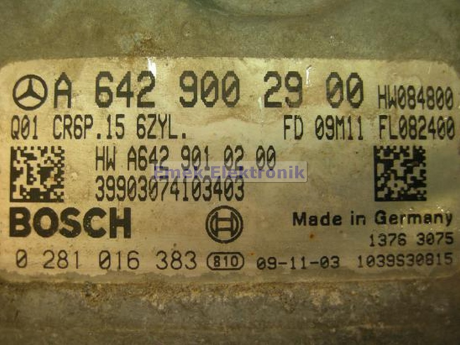 A 642 900 29 00 HW084800
Q01 CR6P.15 6ZYL. FD 09M11 FL082400
HW A642 901 02 00
Emek Elektronik
39903074103403
BOSCH Made in Germany
1376 3075
0 281 016 383 810 09-11-03 1039S30815